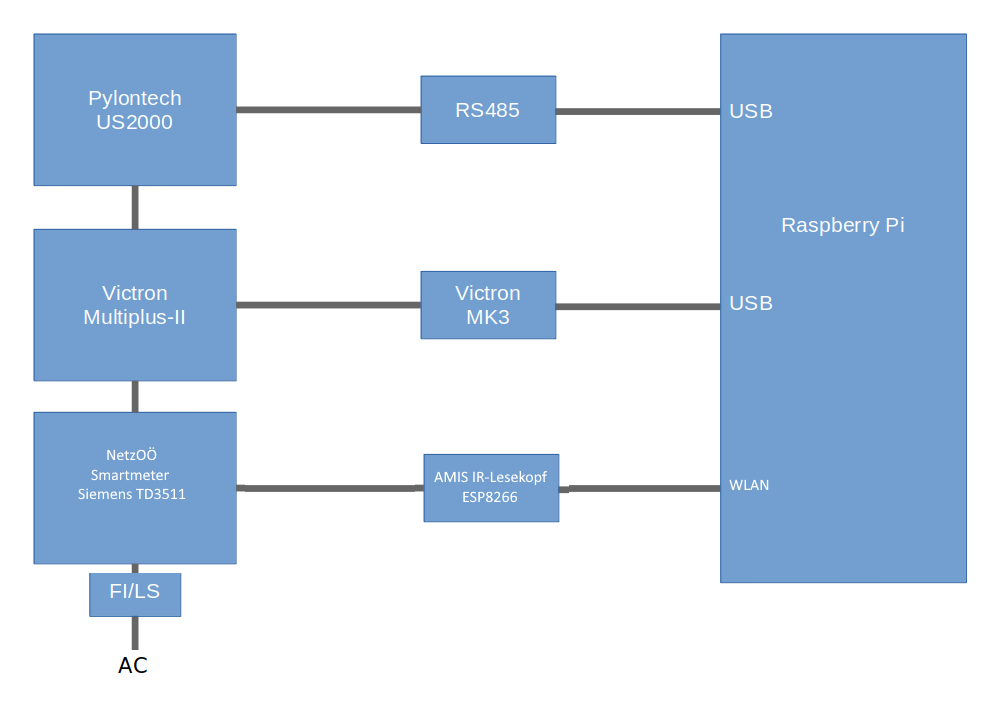 Pylontech
US2000
RS485
USB
Raspberry Pi
Victron
Multiplus-II
Victron
MK3
USB
NetzOÖ
Smartmeter
Siemens TD3511
AMIS IR-Lesekopf
ESP8266
WLAN
FI/LS
AC